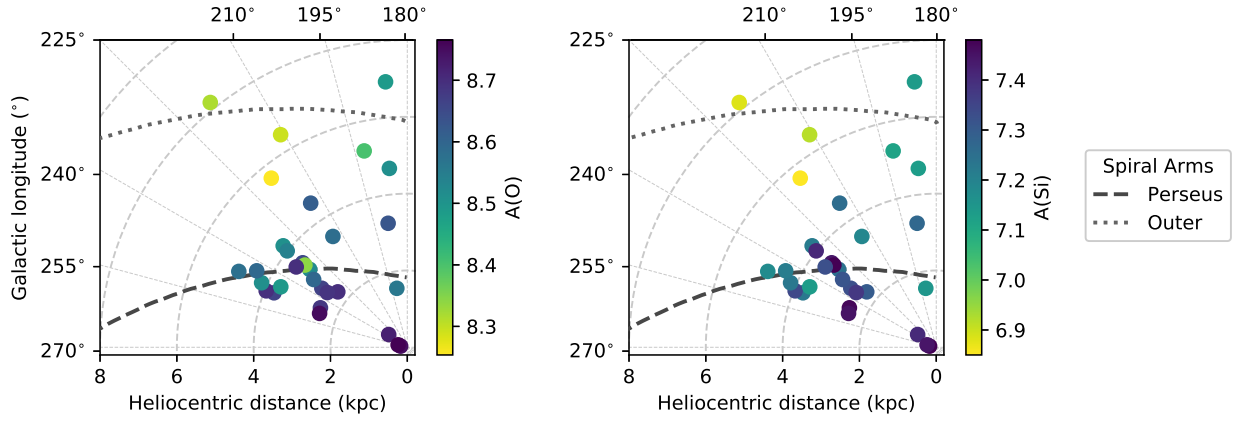 210° 195° 180° 210° 195° 180°
225° 225°
8.7 7.4
240° 8.6 240° 7.3
8.5 7.2
255° 8.4 255° 7.1
8.3 7.0
270° 270° 6.9
Galactic longitude (°)
A(O)
A(Si)
8 6 4 2 0 8 6 4 2 0
Heliocentric distance (kpc) Heliocentric distance (kpc)
Spiral Arms
Perseus
Outer